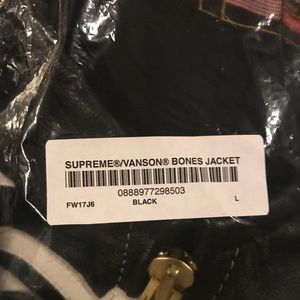 SUPREME®/VANSON® BONES JACKET
0888977298503
FW17J6 BLACK L